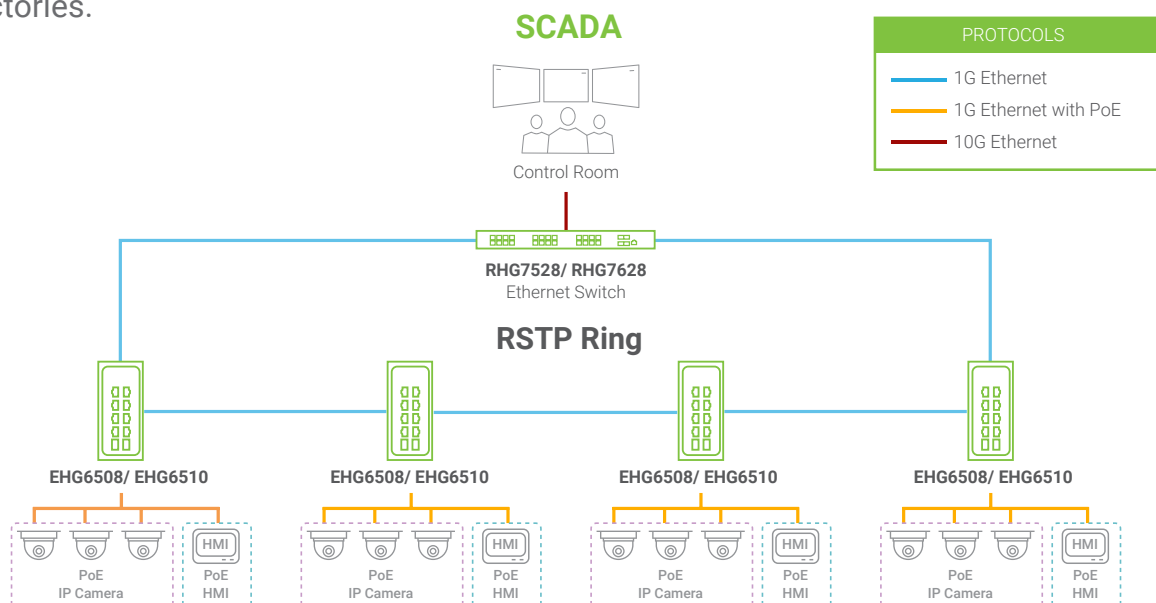 SCADA
PROTOCOLS
1G Ethernet
1G Ethernet with PoE
10G Ethernet
Control Room
RHG7528/ RHG7628
Ethernet Switch
RSTP Ring
EHG6508/ EHG6510
EHG6508/ EHG6510
EHG6508/ EHG6510
EHG6508/ EHG6510
HMI
HMI
HMI
HMI
PoE
IP Camera
PoE
HMI
PoE
IP Camera
PoE
HMI
PoE
IP Camera
PoE
HMI
PoE
IP Camera
PoE
HMI